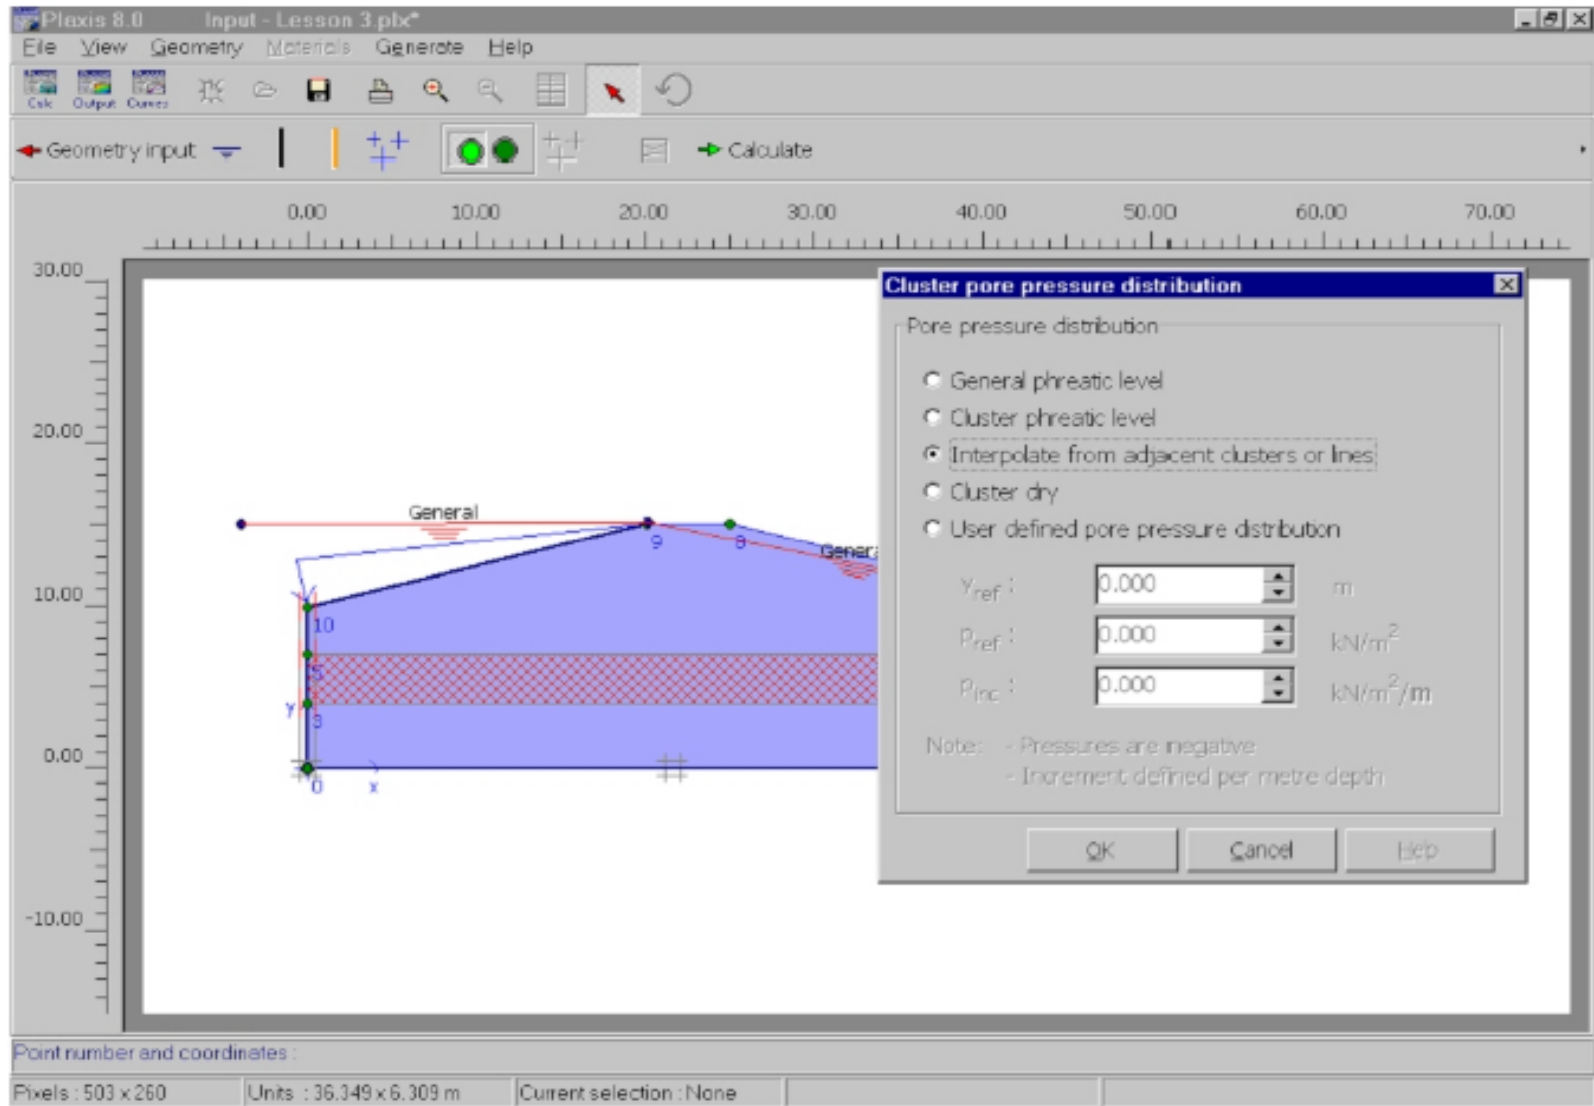 Plaxis 8.0 Input - Lesson 3.plx*
File View Geometry Materials Generate Help
Calc Output Curves
Geometry input Calculate
0.00 10.00 20.00 30.00 40.00 50.00 60.00 70.00
30.00
20.00
10.00
0.00
-10.00
General
9
8
General
10
5
y
3
0
x
Cluster pore pressure distribution
Pore pressure distribution
General phreatic level
Cluster phreatic level
Interpolate from adjacent clusters or lines
Cluster dry
User defined pore pressure distribution
yref : 0.000 m
pref : 0.000 kN/m²
pinc : 0.000 kN/m²/m
Note: - Pressures are negative
- Increment defined per metre depth
OK Cancel Help
Point number and coordinates :
Pixels : 503 x 260 Units : 36.349 x 6.309 m Current selection : None